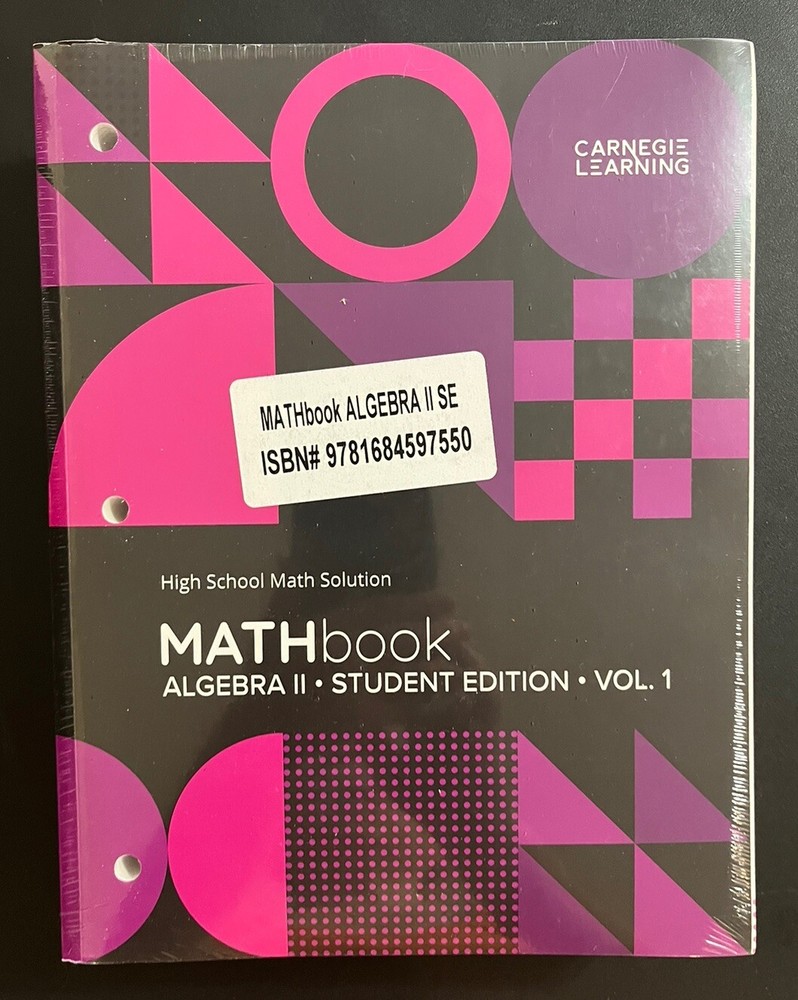 CARNEGIE
LEARNING
MATHbook ALGEBRA II SE
ISBN# 9781684597550
High School Math Solution
MATHbook
ALGEBRA II • STUDENT EDITION • VOL. 1